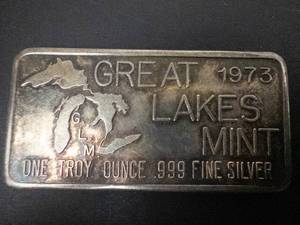 GREAT 1973
LAKES
MINT
G
L
M
ONE TROY OUNCE .999 FINE SILVER